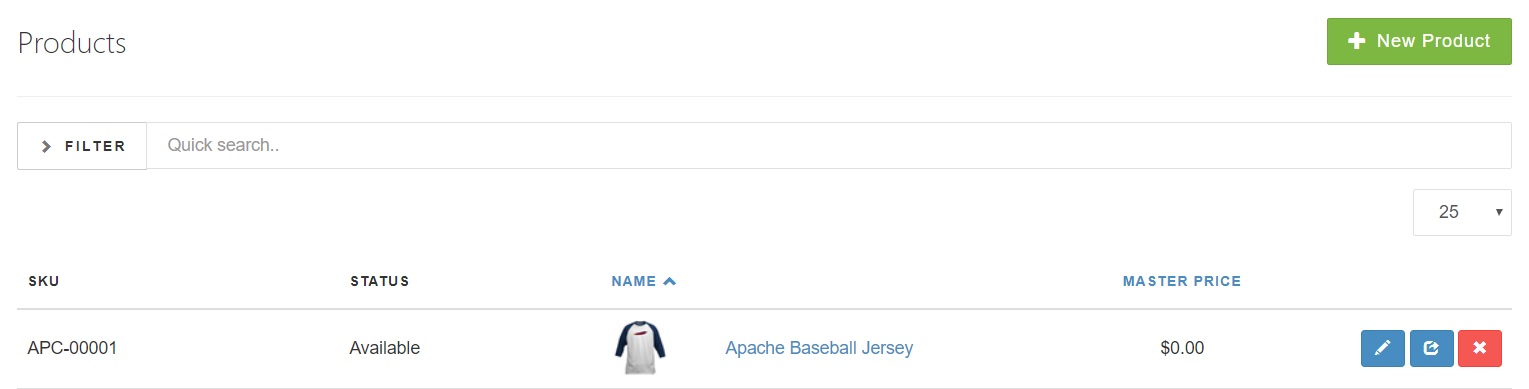 Products
New Product
FILTER Quick search..
25
SKU STATUS NAME MASTER PRICE
APC-00001 Available Apache Baseball Jersey $0.00